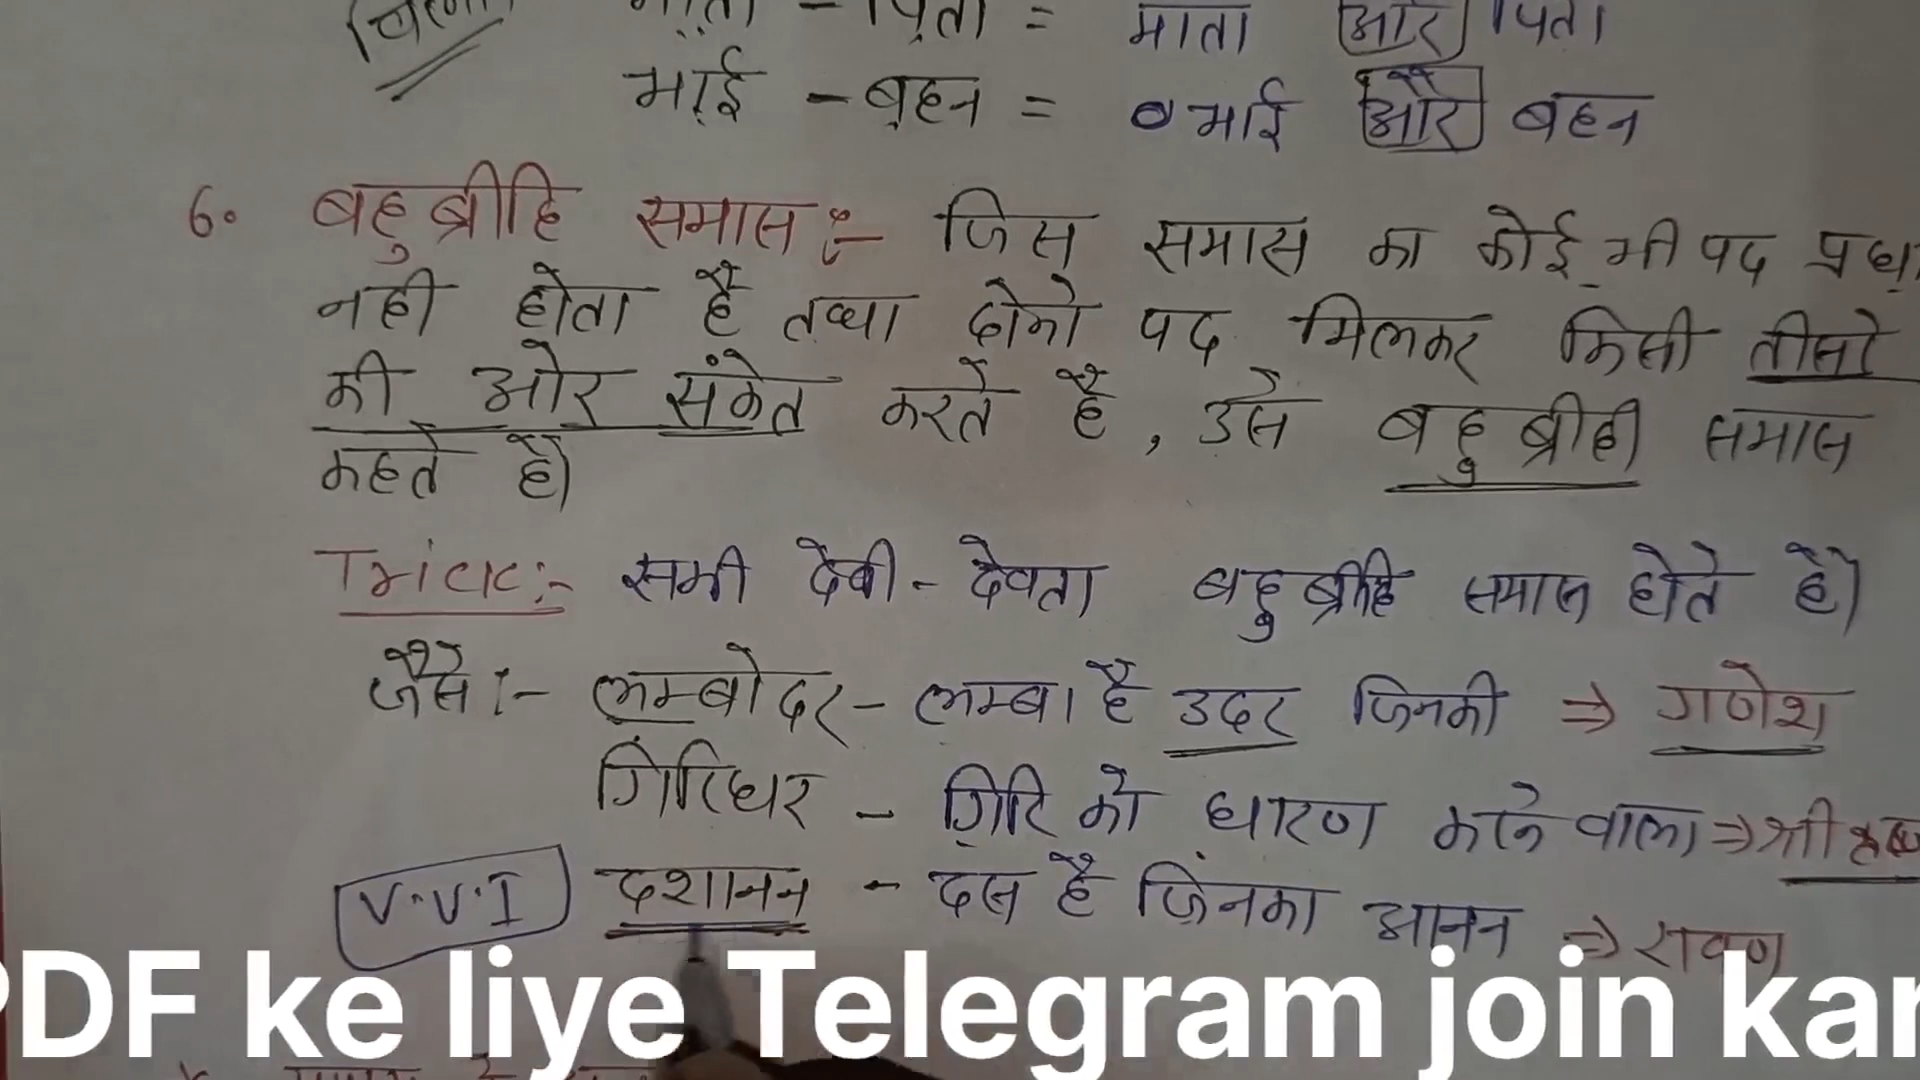 माता - पिता = माता और पिता
भाई - बहन = भाई और बहन
6. बहुब्रीहि समास :- जिस समास का कोई भी पद प्रधा
नही होता है तथा दोनो पद मिलकर किसी तीसरे
की ओर संकेत करते है, उसे बहुब्रीही समास
कहते है।
Trick:- सभी देवी - देवता बहुब्रीहि समास होते है।
जैसे :- लम्बोदर - लम्बा है उदर जिनकी ⇒ गणेश
गिरिधर - गिरि को धारण करने वाला ⇒ श्री कृष्ण
V.V.I दशानन - दस है जिनका आनन ⇒ रावण
PDF ke liye Telegram join kar